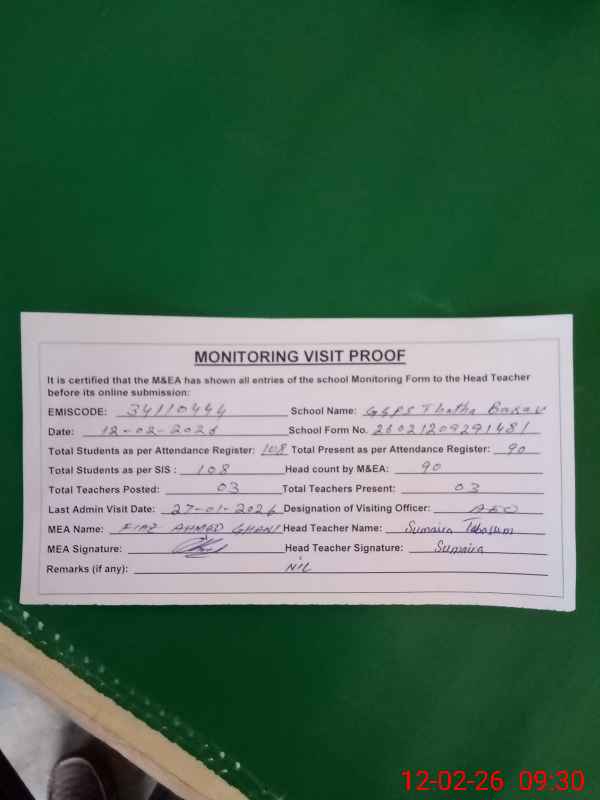 MONITORING VISIT PROOF
It is certified that the M&EA has shown all entries of the school Monitoring Form to the Head Teacher
before its online submission:
EMISCODE: 34110444 School Name: GGPS Thatha Barav
Date: 12-02-2026 School Form No. 26021209291481
Total Students as per Attendance Register: 108 Total Present as per Attendance Register: 90
Total Students as per SIS : 108 Head count by M&EA: 90
Total Teachers Posted: 03 Total Teachers Present: 03
Last Admin Visit Date: 27-01-2026 Designation of Visiting Officer: AEO
MEA Name: FIAZ AHMED GHANI Head Teacher Name: Sumaira Tabasum
MEA Signature: Head Teacher Signature: Sumaira
Remarks (if any): NIL
12-02-26 09:30